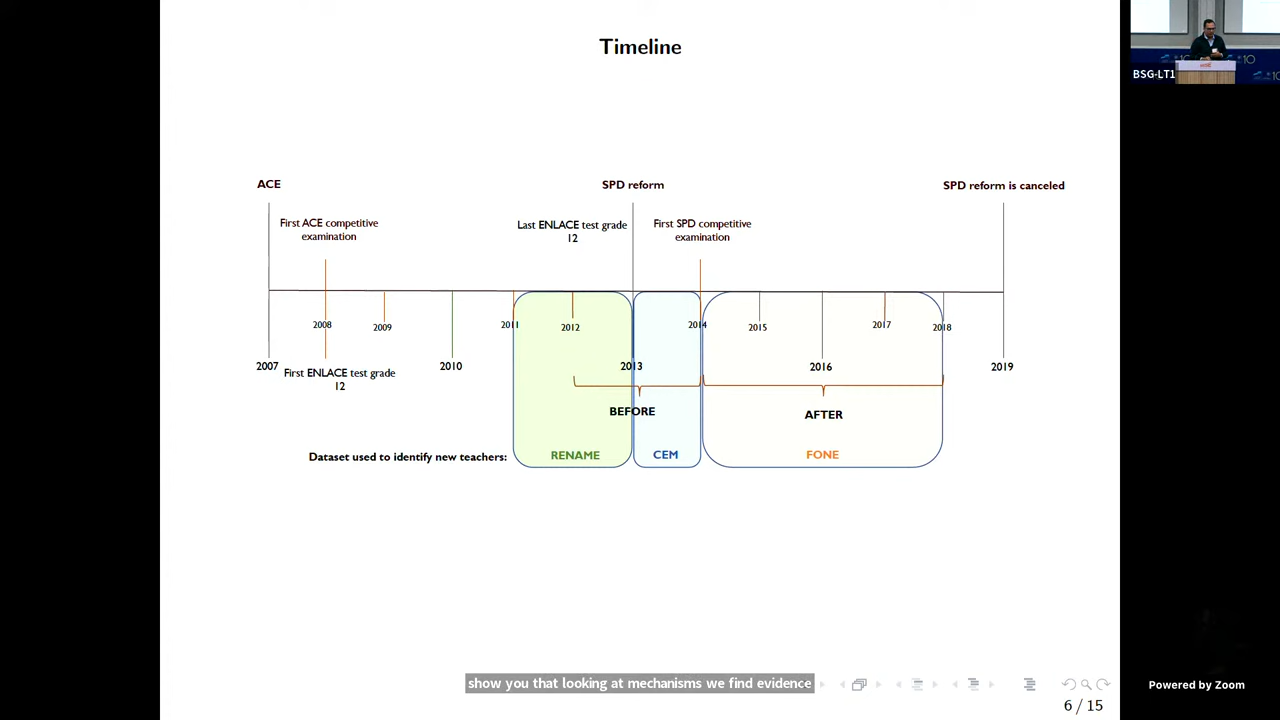 Timeline
BSG-LT1
ACE
SPD reform
SPD reform is canceled
First ACE competitive
examination
Last ENLACE test grade
12
First SPD competitive
examination
2008
2009
2011
2012
2014
2015
2017
2018
2007
2010
2013
2016
2019
First ENLACE test grade
12
BEFORE
AFTER
Dataset used to identify new teachers:
RENAME
CEM
FONE
show you that looking at mechanisms we find evidence
Powered by Zoom
6 / 15